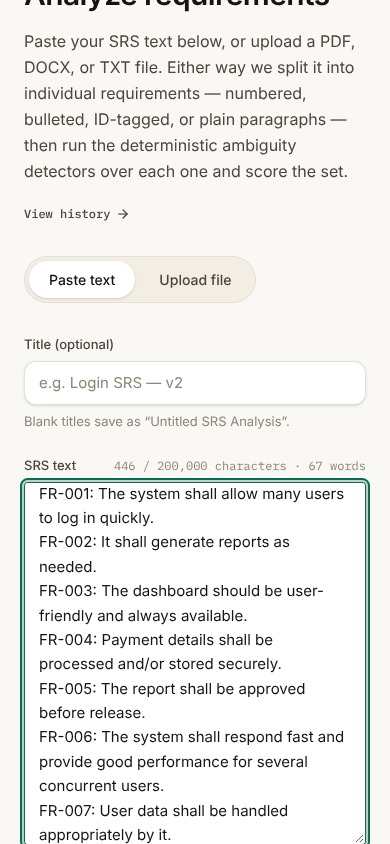 Analyze requirements
Paste your SRS text below, or upload a PDF,
DOCX, or TXT file. Either way we split it into
individual requirements — numbered,
bulleted, ID-tagged, or plain paragraphs —
then run the deterministic ambiguity
detectors over each one and score the set.
View history →
Paste text
Upload file
Title (optional)
e.g. Login SRS — v2
Blank titles save as “Untitled SRS Analysis”.
SRS text 446 / 200,000 characters · 67 words
FR-001: The system shall allow many users
to log in quickly.
FR-002: It shall generate reports as
needed.
FR-003: The dashboard should be user-
friendly and always available.
FR-004: Payment details shall be
processed and/or stored securely.
FR-005: The report shall be approved
before release.
FR-006: The system shall respond fast and
provide good performance for several
concurrent users.
FR-007: User data shall be handled
appropriately by it.